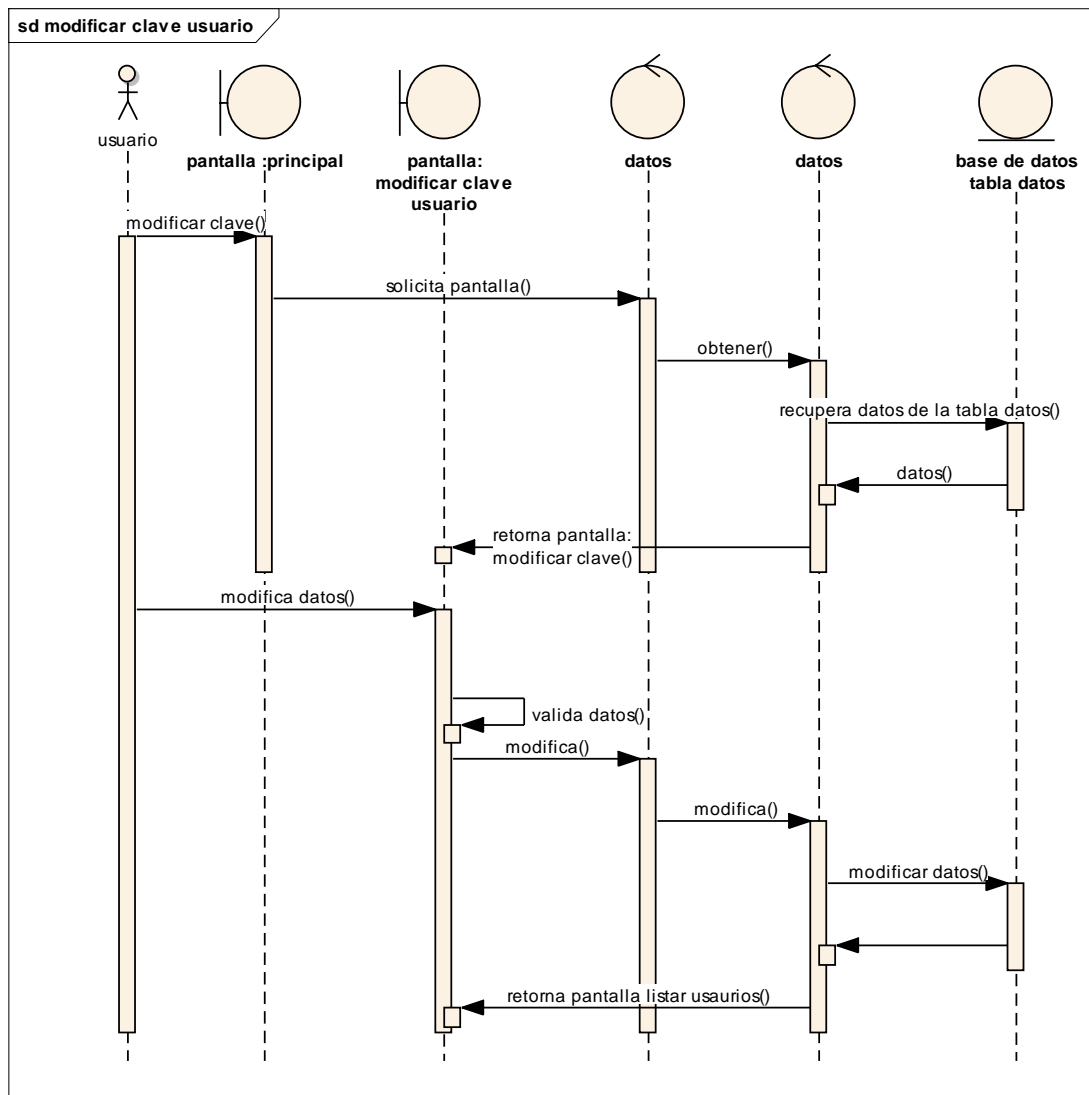 sd modificar clave usuario
usuario
pantalla :principal
pantalla:
modificar clave
usuario
datos
datos
base de datos
tabla datos
modificar clave()
solicita pantalla()
obtener()
recupera datos de la tabla datos()
datos()
retorna pantalla:
modificar clave()
modifica datos()
valida datos()
modifica()
modifica()
modificar datos()
retorna pantalla listar usaurios()